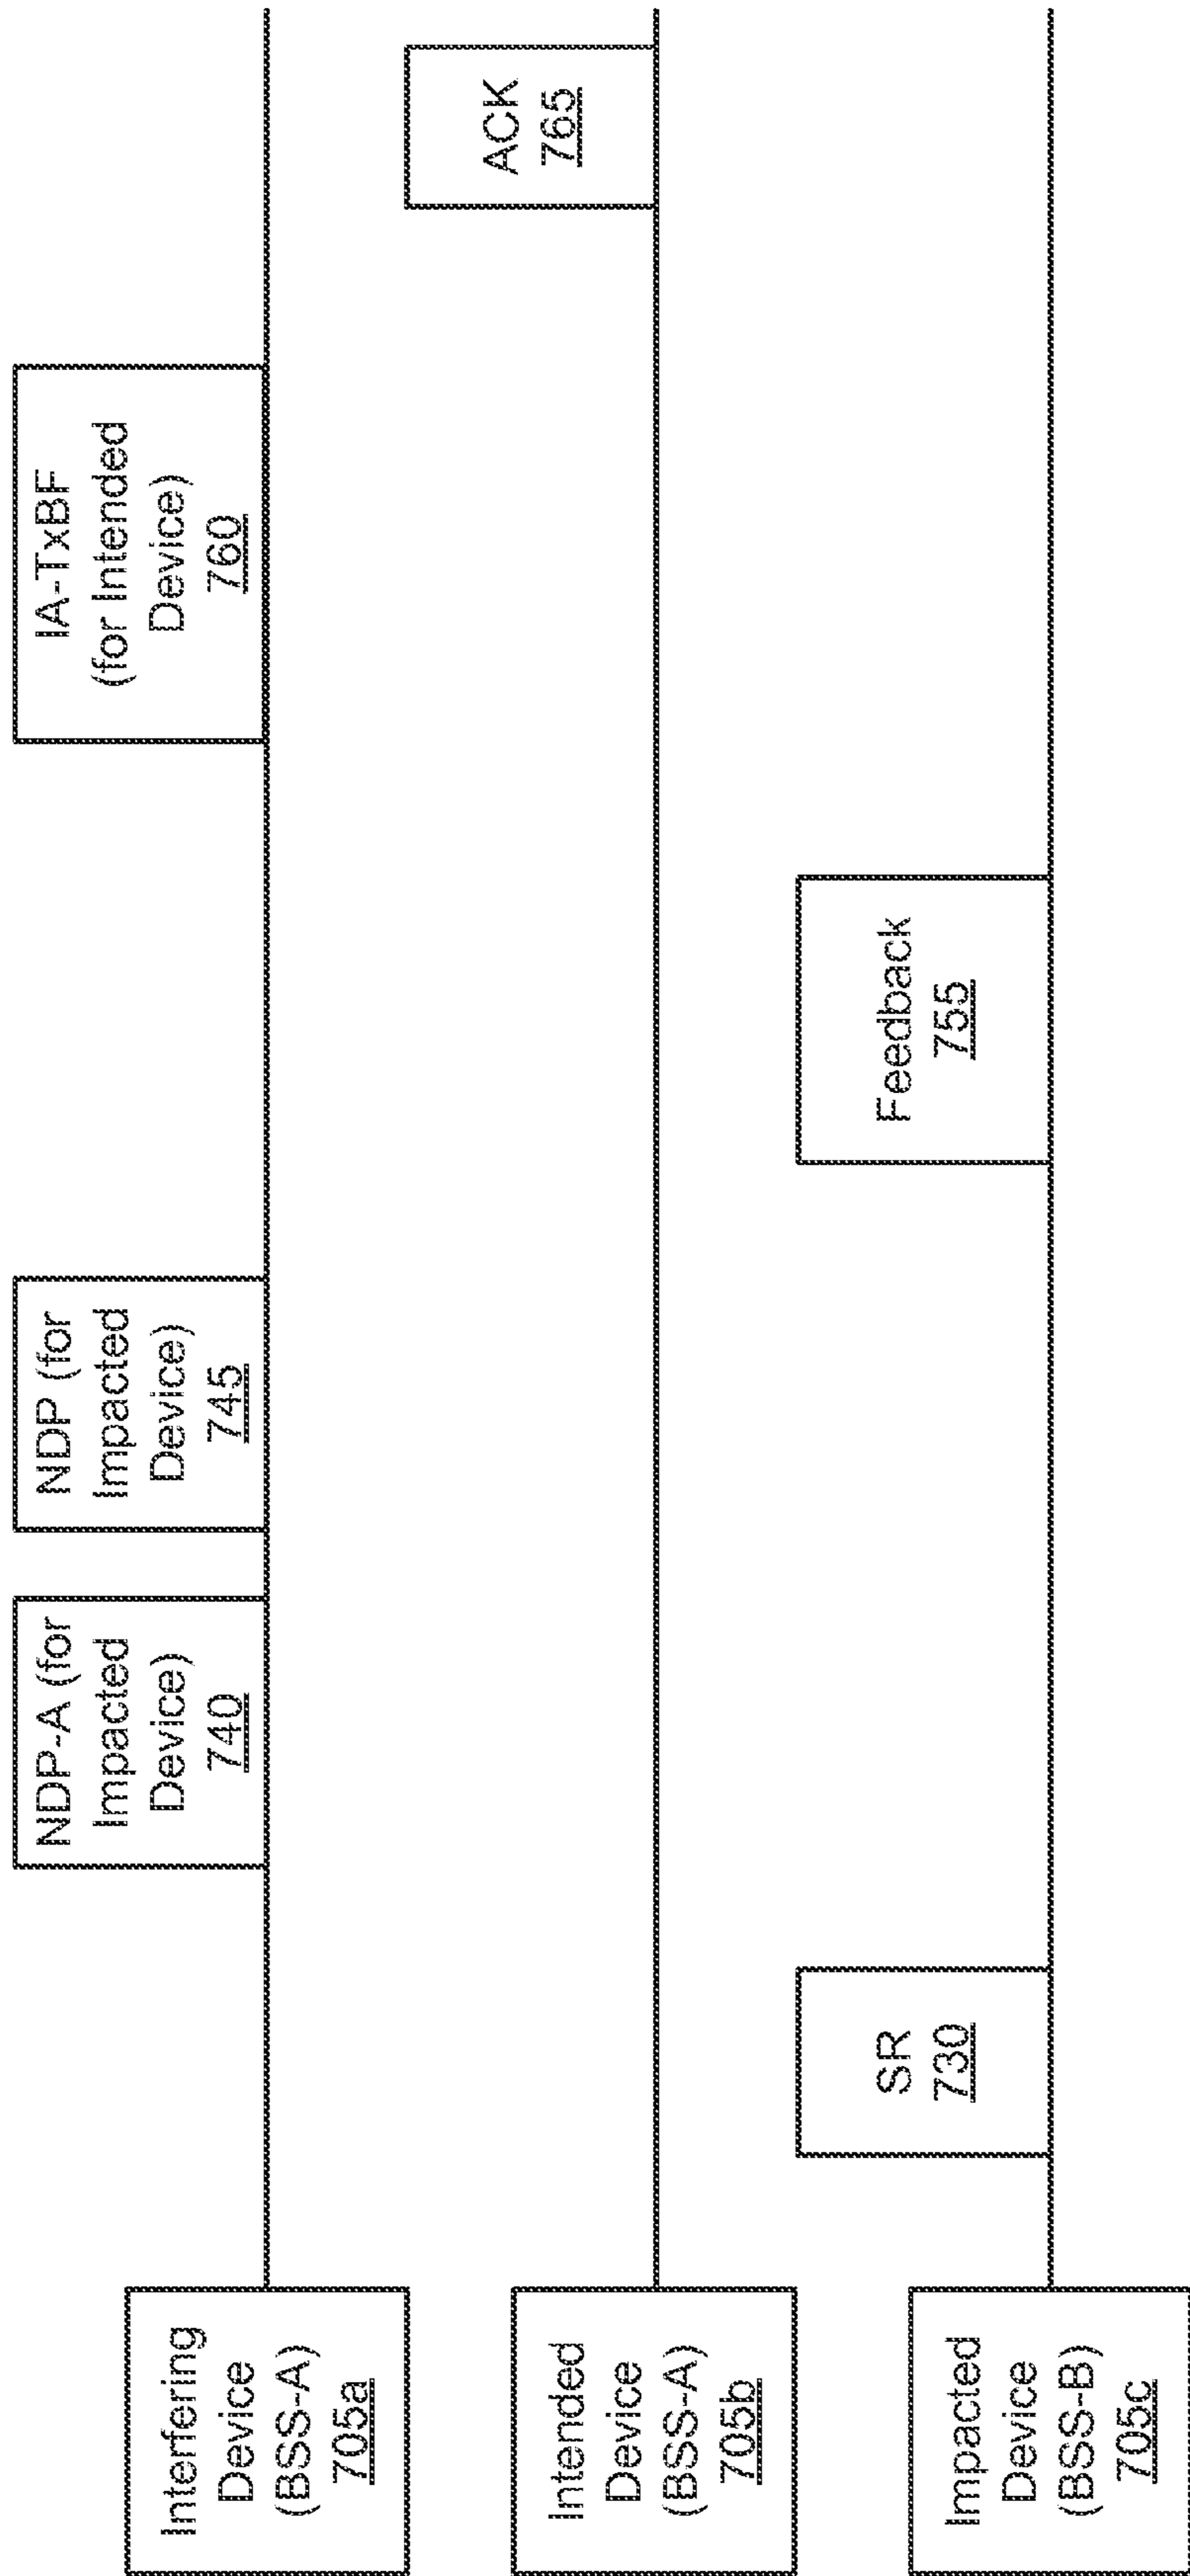 Interfering
Device
(BSS-A)
705a
NDP-A (for
Impacted
Device)
740
NDP (for
Impacted
Device)
745
IA-TxBF
(for Intended
Device)
760
Intended
Device
(BSS-A)
705b
ACK
765
Impacted
Device
(BSS-B)
705c
SR
730
Feedback
755